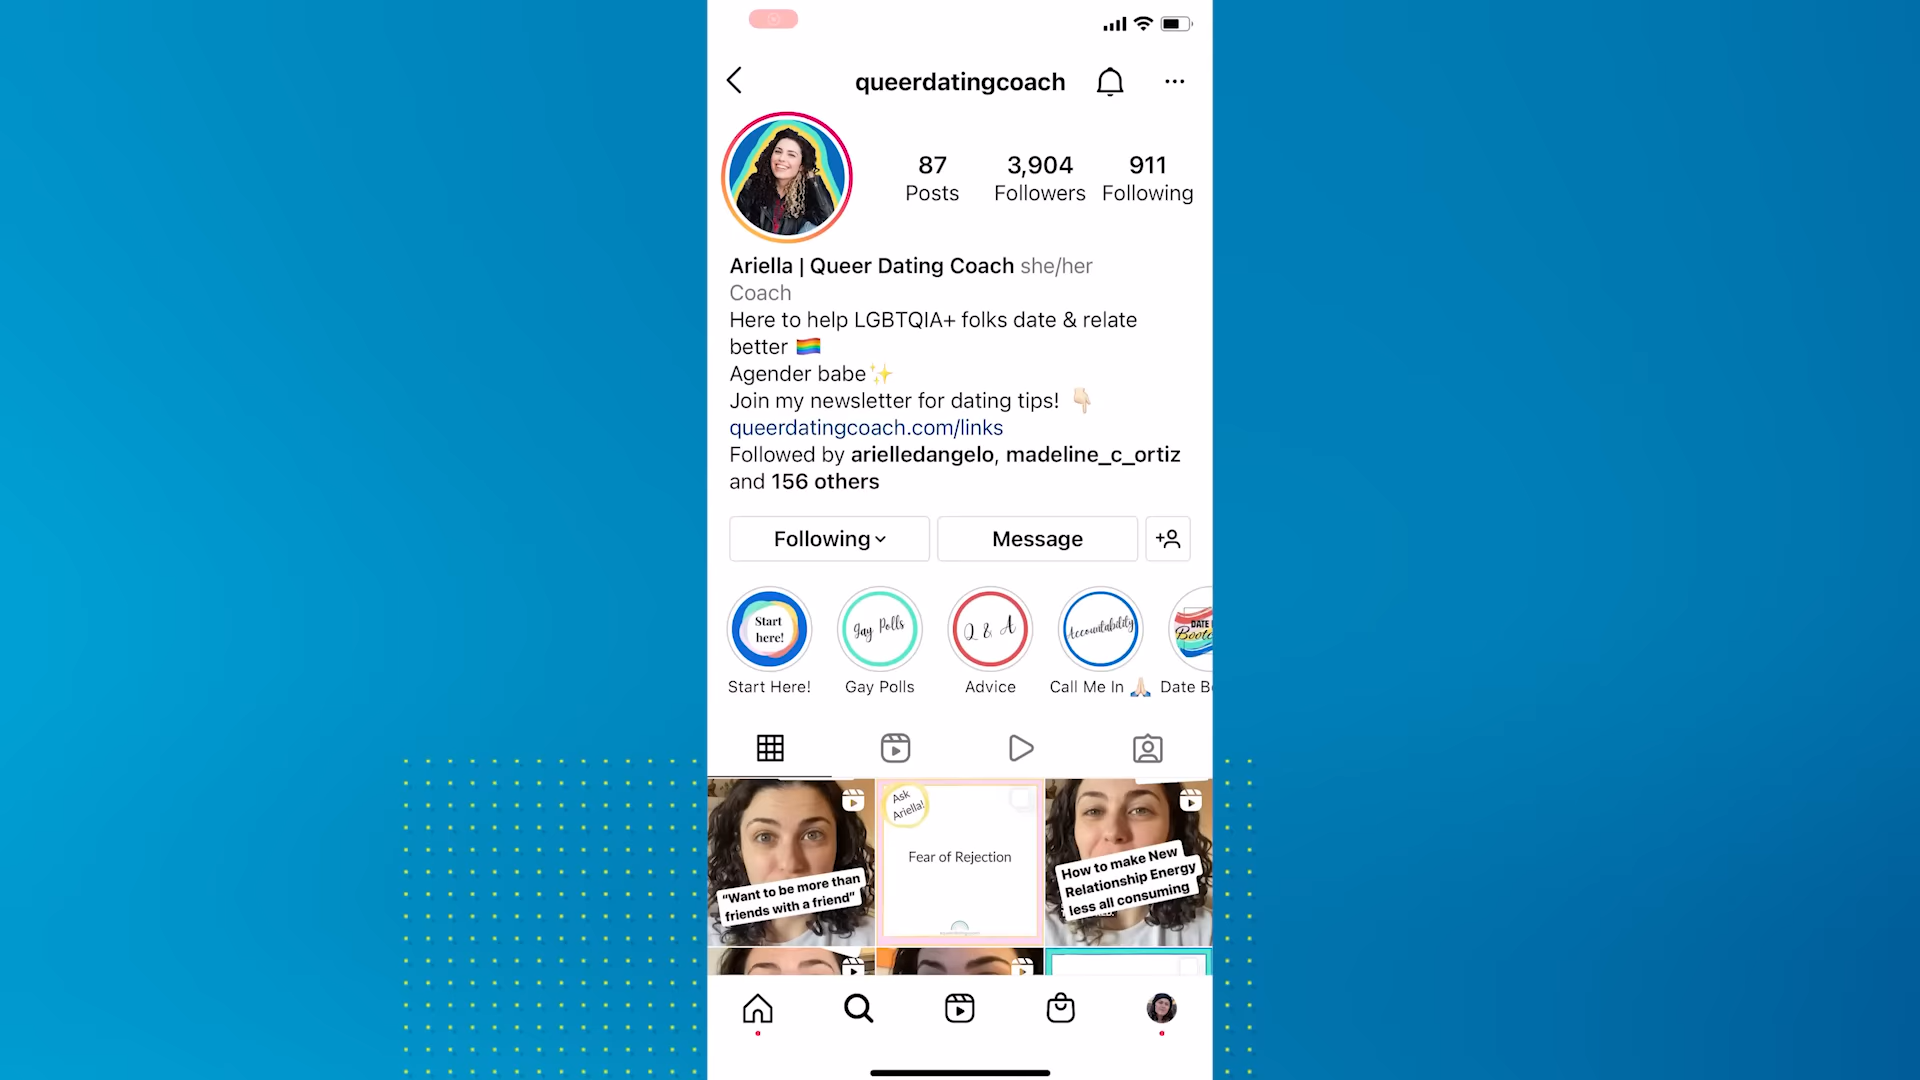 queerdatingcoach
87
Posts
3,904
Followers
911
Following
Ariella | Queer Dating Coach she/her
Coach
Here to help LGBTQIA+ folks date & relate
better 🏳️‍🌈
Agender babe✨
Join my newsletter for dating tips! 👇🏻
queerdatingcoach.com/links
Followed by arielledangelo, madeline_c_ortiz
and 156 others
Following
Message
Start
here!
Gay Polls
Q & A
Accountability
DATE
Start Here!
Gay Polls
Advice
Call Me In 🙏🏻
Date B
"Want to be more than
friends with a friend"
Ask
Ariella!
Fear of Rejection
How to make New
Relationship Energy
less all consuming